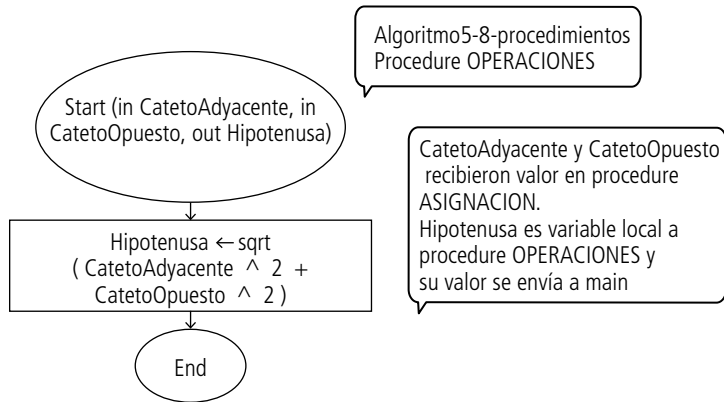 Algoritmo5-8-procedimientos
Procedure OPERACIONES
Start (in CatetoAdyacente, in
CatetoOpuesto, out Hipotenusa)
CatetoAdyacente y CatetoOpuesto
recibieron valor en procedure
ASIGNACION.
Hipotenusa es variable local a
procedure OPERACIONES y
su valor se envía a main
Hipotenusa ← sqrt
( CatetoAdyacente ^ 2 +
CatetoOpuesto ^ 2 )
End